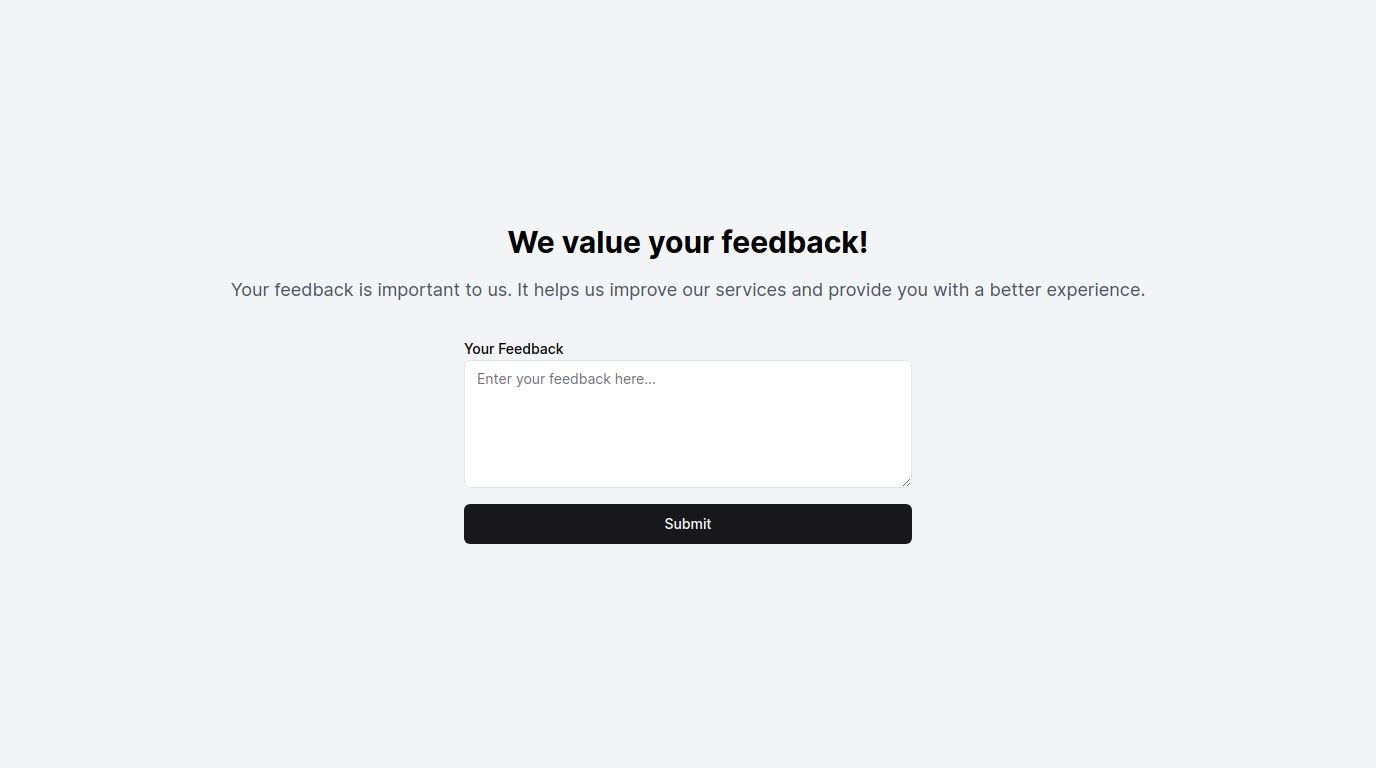 We value your feedback!
Your feedback is important to us. It helps us improve our services and provide you with a better experience.
Your Feedback
Enter your feedback here...
Submit